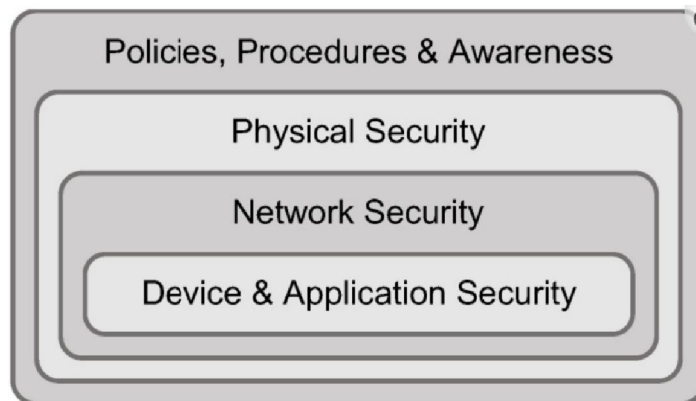 Policies, Procedures & Awareness
Physical Security
Network Security
Device & Application Security